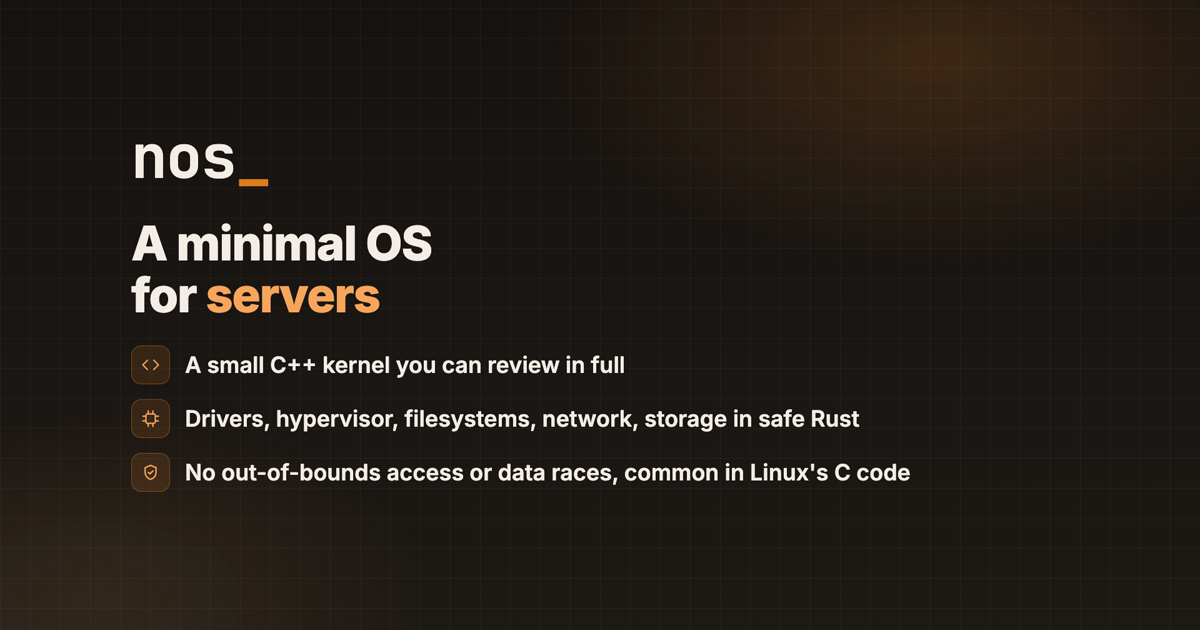 nos_
A minimal OS
for servers
A small C++ kernel you can review in full
Drivers, hypervisor, filesystems, network, storage in safe Rust
No out-of-bounds access or data races, common in Linux's C code